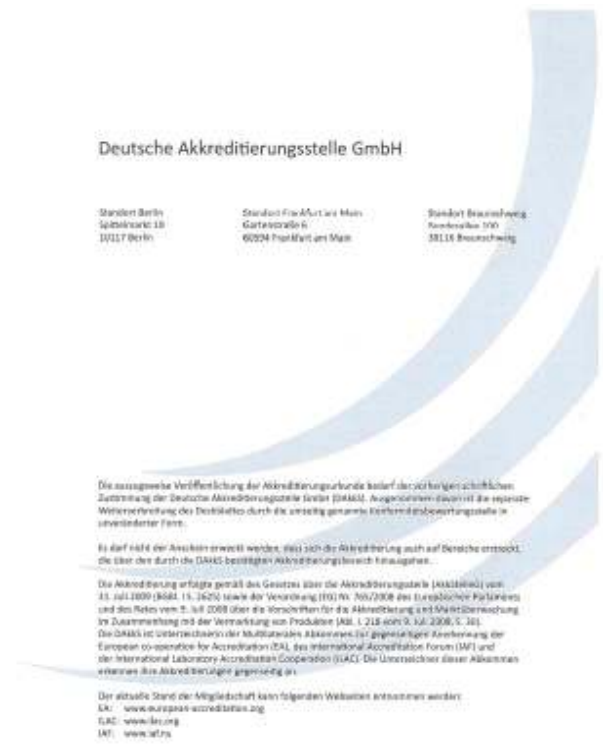 Deutsche Akkreditierungsstelle GmbH
Standort Berlin
Spittelmarkt 10
10117 Berlin
Standort Frankfurt am Main
Gartenstraße 6
60594 Frankfurt am Main
Standort Braunschweig
Bundesallee 100
38116 Braunschweig
Die auszugsweise Veröffentlichung der Akkreditierungsurkunde bedarf der vorherigen schriftlichen
Zustimmung der Deutsche Akkreditierungsstelle GmbH (DAkkS). Ausgenommen davon ist die separate
Weiterverbreitung des Deckblattes durch die umseitig genannte Konformitätsbewertungsstelle in
unveränderter Form.
Es darf nicht der Anschein erweckt werden, dass sich die Akkreditierung auch auf Bereiche erstreckt,
die über den durch die DAkkS bestätigten Akkreditierungsbereich hinausgehen.
Die Akkreditierung erfolgte gemäß des Gesetzes über die Akkreditierungsstelle (AkkStelleG) vom
31. Juli 2009 (BGBl. I S. 2625) sowie der Verordnung (EG) Nr. 765/2008 des Europäischen Parlaments
und des Rates vom 9. Juli 2008 über die Vorschriften für die Akkreditierung und Marktüberwachung
im Zusammenhang mit der Vermarktung von Produkten (Abl. L 218 vom 9. Juli 2008, S. 30).
Die DAkkS ist Unterzeichnerin der Multilateralen Abkommen zur gegenseitigen Anerkennung der
European co-operation for Accreditation (EA), des International Accreditation Forum (IAF) und
der International Laboratory Accreditation Cooperation (ILAC). Die Unterzeichner dieser Abkommen
erkennen ihre Akkreditierungen gegenseitig an.
Der aktuelle Stand der Mitgliedschaft kann folgenden Webseiten entnommen werden:
EA: www.european-accreditation.org
ILAC: www.ilac.org
IAF: www.iaf.nu